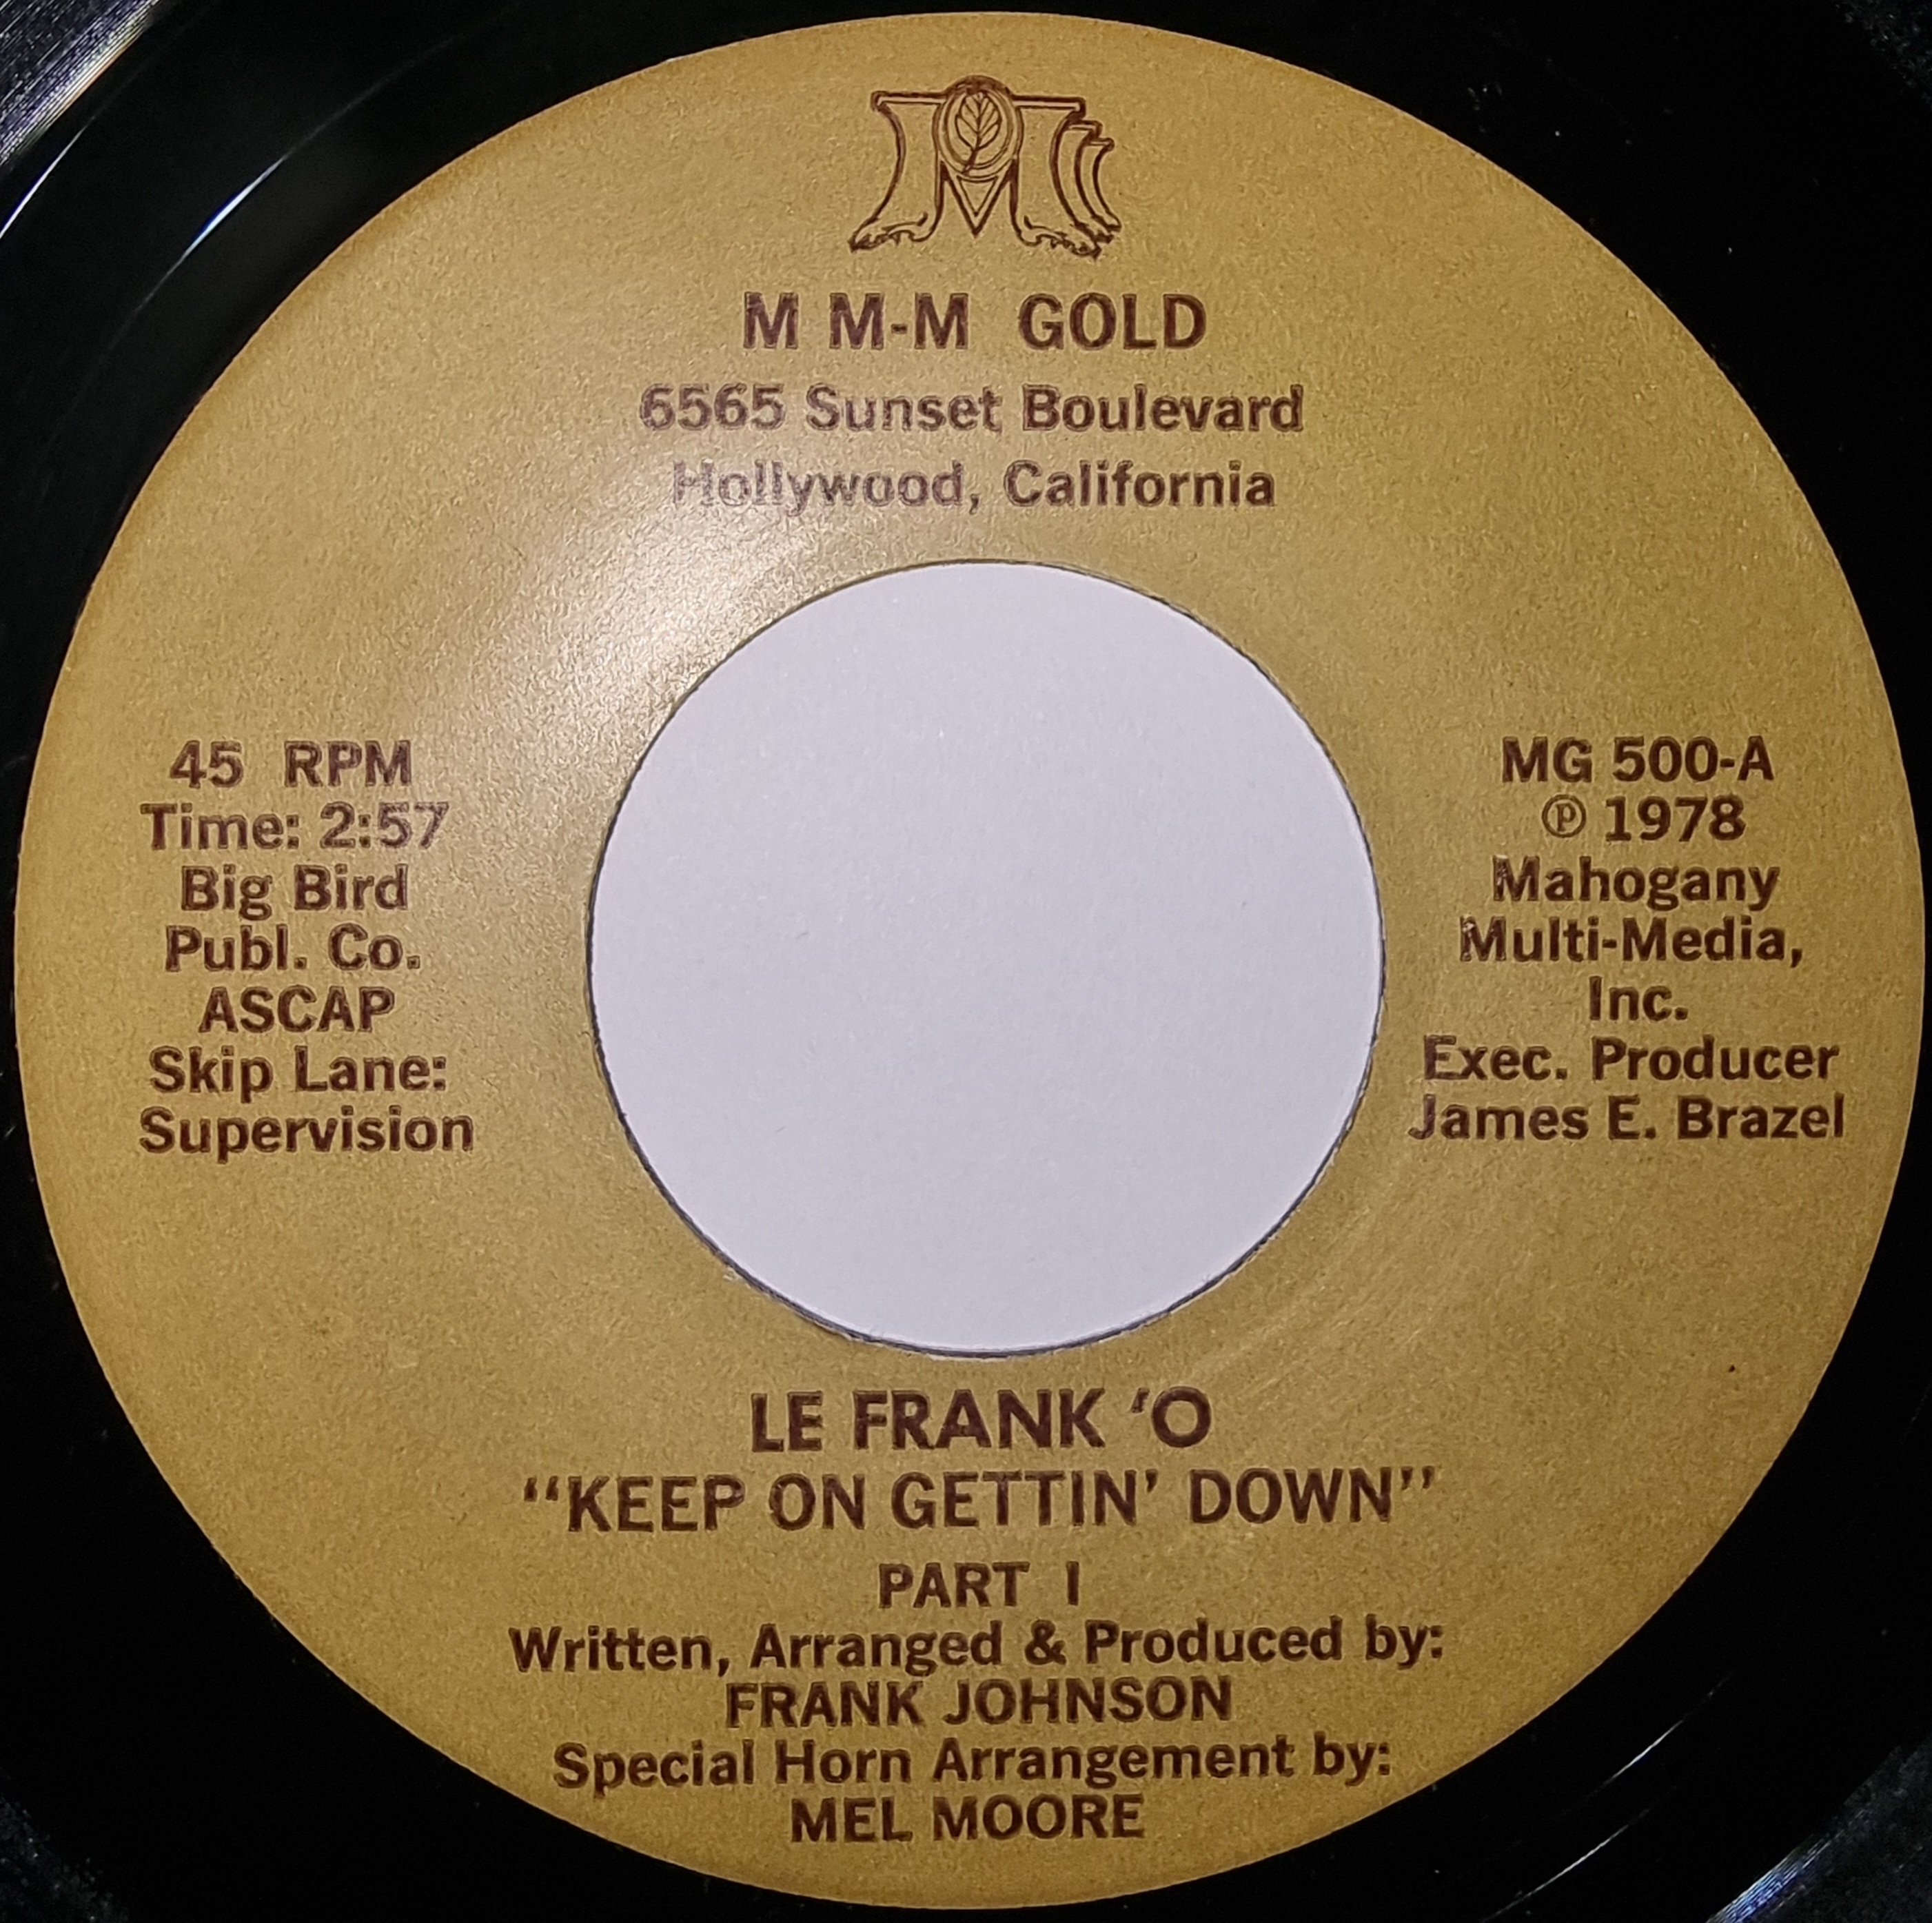 M M-M GOLD
6565 Sunset Boulevard
Hollywood, California
45 RPM
Time: 2:57
Big Bird
Publ. Co.
ASCAP
Skip Lane:
Supervision
MG 500-A
℗ 1978
Mahogany
Multi-Media,
Inc.
Exec. Producer
James E. Brazel
LE FRANK 'O
"KEEP ON GETTIN' DOWN"
PART I
Written, Arranged & Produced by:
FRANK JOHNSON
Special Horn Arrangement by:
MEL MOORE